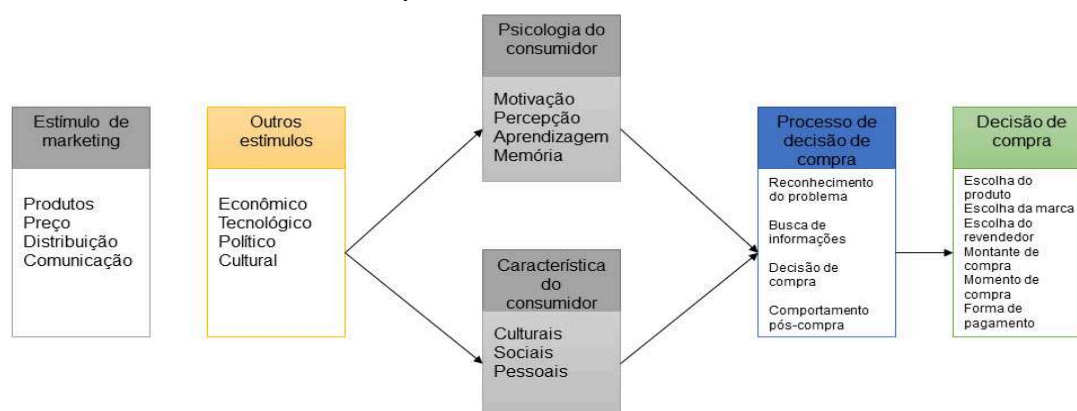 Estímulo de
marketing
Produtos
Preço
Distribuição
Comunicação
Outros
estímulos
Econômico
Tecnológico
Político
Cultural
Psicologia do
consumidor
Motivação
Percepção
Aprendizagem
Memória
Característica
do
consumidor
Culturais
Sociais
Pessoais
Processo de
decisão de
compra
Reconhecimento
do problema
Busca de
informações
Decisão de
compra
Comportamento
pós-compra
Decisão de
compra
Escolha do
produto
Escolha da marca
Escolha do
revendedor
Montante de
compra
Momento de
compra
Forma de
pagamento